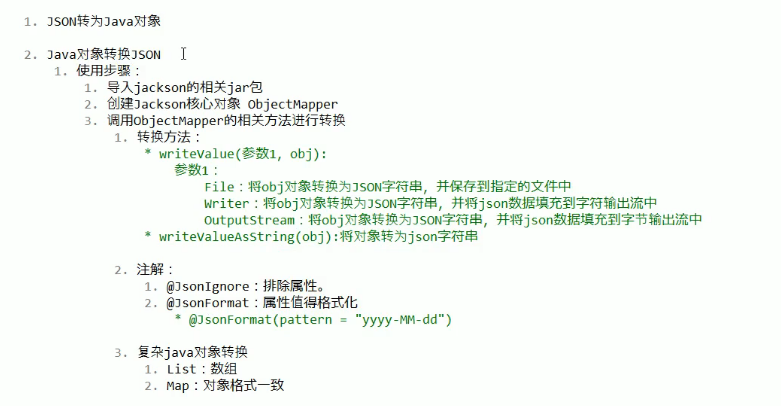 1. JSON转为Java对象
2. Java对象转换JSON
1. 使用步骤：
1. 导入jackson的相关jar包
2. 创建Jackson核心对象 ObjectMapper
3. 调用ObjectMapper的相关方法进行转换
1. 转换方法：
* writeValue(参数1, obj):
参数1：
File：将obj对象转换为JSON字符串，并保存到指定的文件中
Writer：将obj对象转换为JSON字符串，并将json数据填充到字符输出流中
OutputStream：将obj对象转换为JSON字符串，并将json数据填充到字节输出流中
* writeValueAsString(obj):将对象转为json字符串
2. 注解：
1. @JsonIgnore：排除属性。
2. @JsonFormat：属性值得格式化
* @JsonFormat(pattern = "yyyy-MM-dd")
3. 复杂java对象转换
1. List：数组
2. Map：对象格式一致